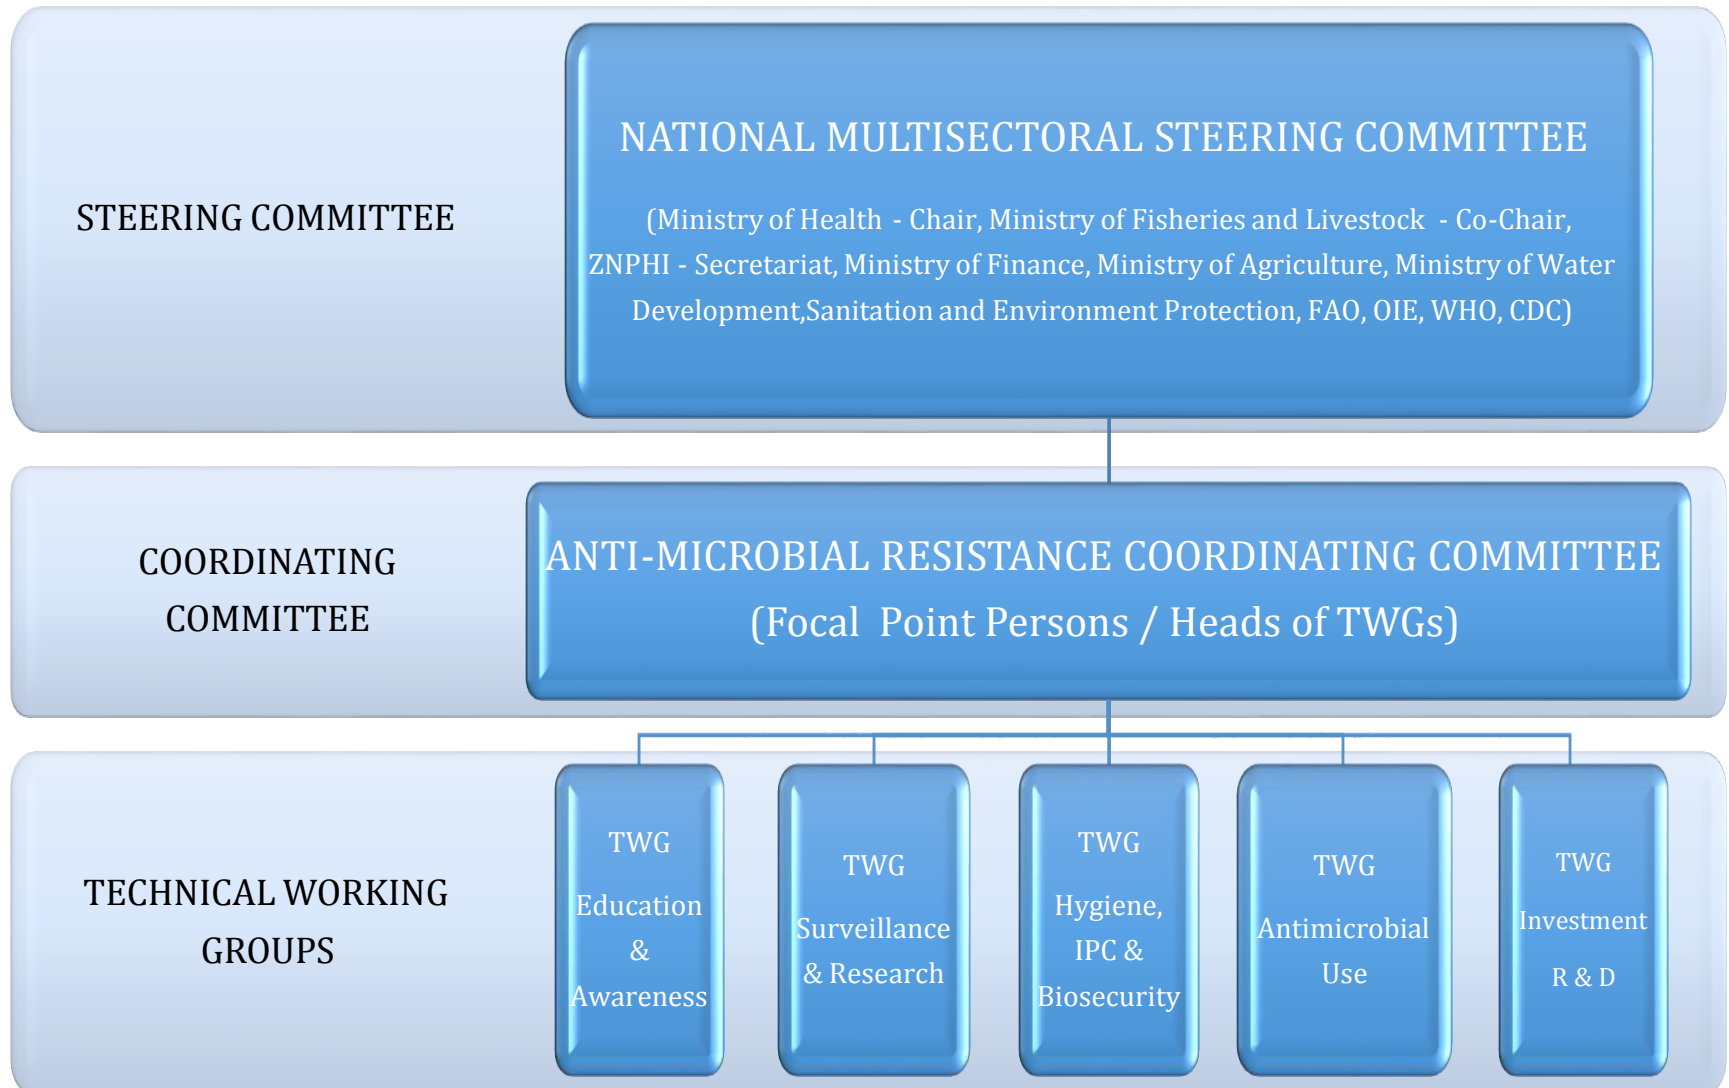 STEERING COMMITTEE
NATIONAL MULTISECTORAL STEERING COMMITTEE
(Ministry of Health - Chair, Ministry of Fisheries and Livestock - Co-Chair,
ZNPHI - Secretariat, Ministry of Finance, Ministry of Agriculture, Ministry of Water
Development,Sanitation and Environment Protection, FAO, OIE, WHO, CDC)
COORDINATING
COMMITTEE
ANTI-MICROBIAL RESISTANCE COORDINATING COMMITTEE
(Focal Point Persons / Heads of TWGs)
TECHNICAL WORKING
GROUPS
TWG
Education
&
Awareness
TWG
Surveillance
& Research
TWG
Hygiene,
IPC &
Biosecurity
TWG
Antimicrobial
Use
TWG
Investment
R & D